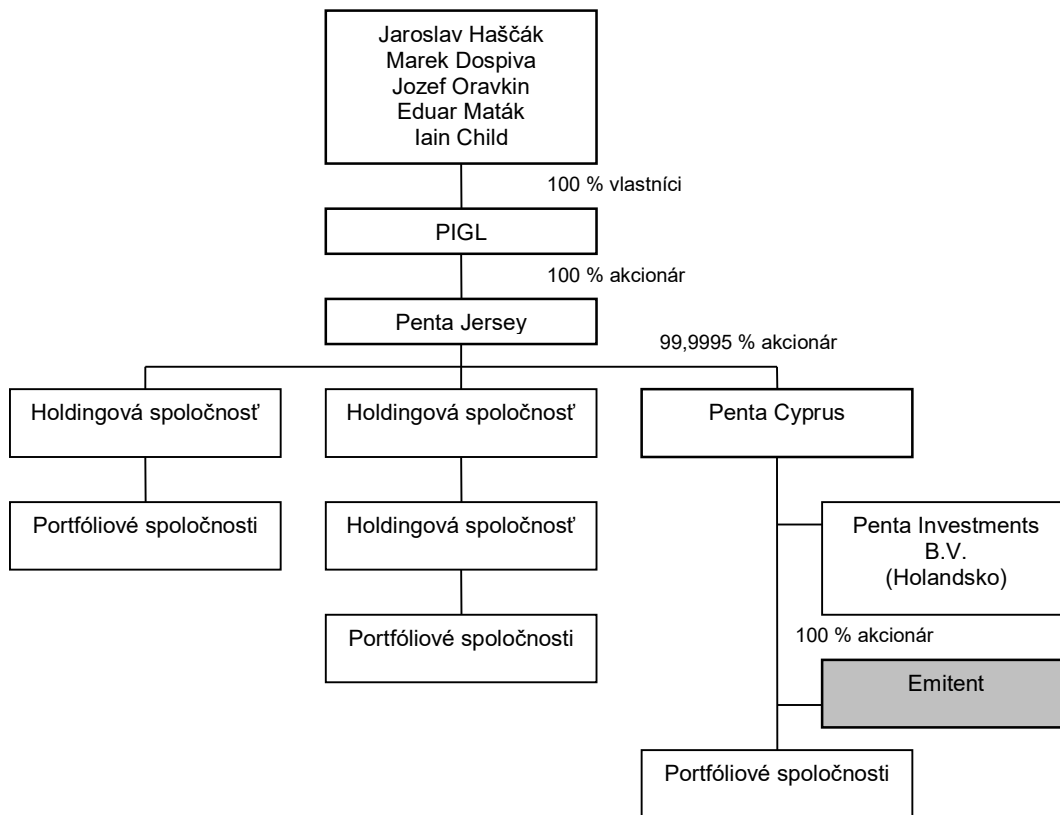 Jaroslav Haščák
Marek Dospiva
Jozef Oravkin
Eduar Maták
Iain Child
100 % vlastníci
PIGL
100 % akcionár
Penta Jersey
99,9995 % akcionár
Holdingová spoločnosť
Holdingová spoločnosť
Penta Cyprus
Portfóliové spoločnosti
Holdingová spoločnosť
Penta Investments
B.V.
(Holandsko)
Portfóliové spoločnosti
100 % akcionár
Emitent
Portfóliové spoločnosti